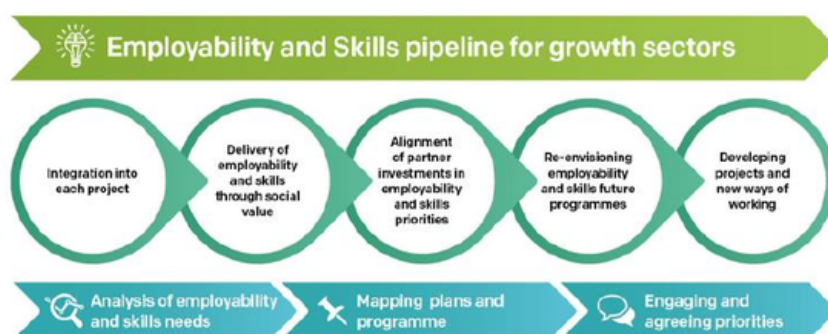 Employability and Skills pipeline for growth sectors
Integration into
each project
Delivery of
employability
and skills
through social
value
Alignment
of partner
investments in
employability
and skills
priorities
Re-envisioning
employability
and skills future
programmes
Developing
projects and
new ways of
working
Analysis of employability
and skills needs
Mapping plans and
programme
Engaging and
agreeing priorities